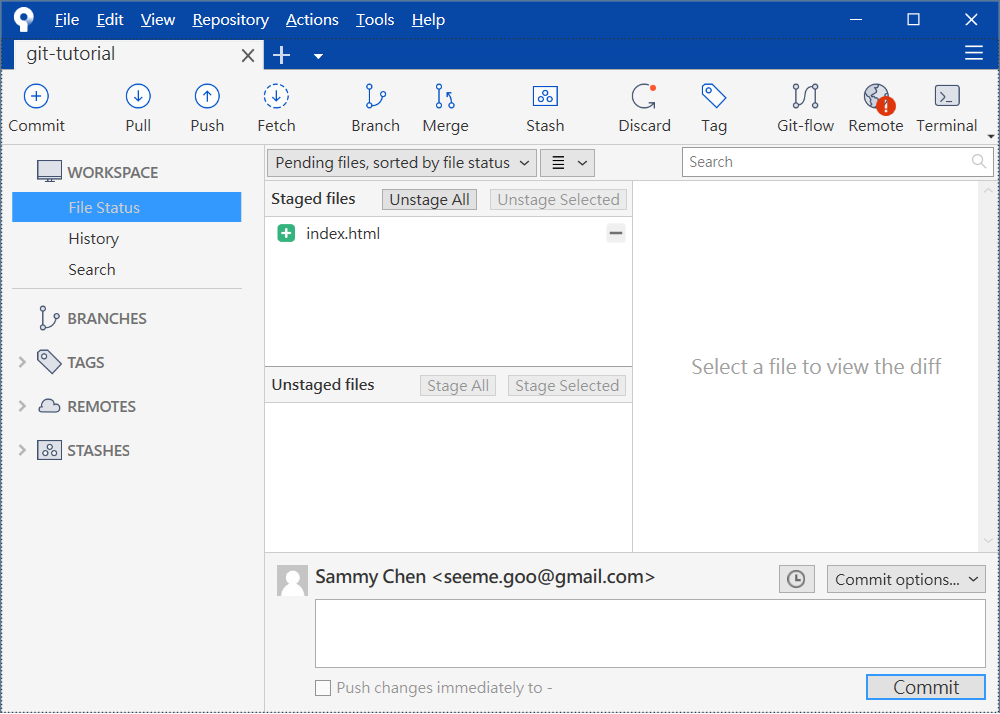 File Edit View Repository Actions Tools Help
git-tutorial
Commit Pull Push Fetch Branch Merge Stash Discard Tag Git-flow Remote Terminal
WORKSPACE
File Status
History
Search
BRANCHES
TAGS
REMOTES
STASHES
Pending files, sorted by file status
Search
Staged files Unstage All Unstage Selected
index.html
Unstaged files Stage All Stage Selected
Select a file to view the diff
Sammy Chen <seeme.goo@gmail.com>
Commit options...
Push changes immediately to -
Commit